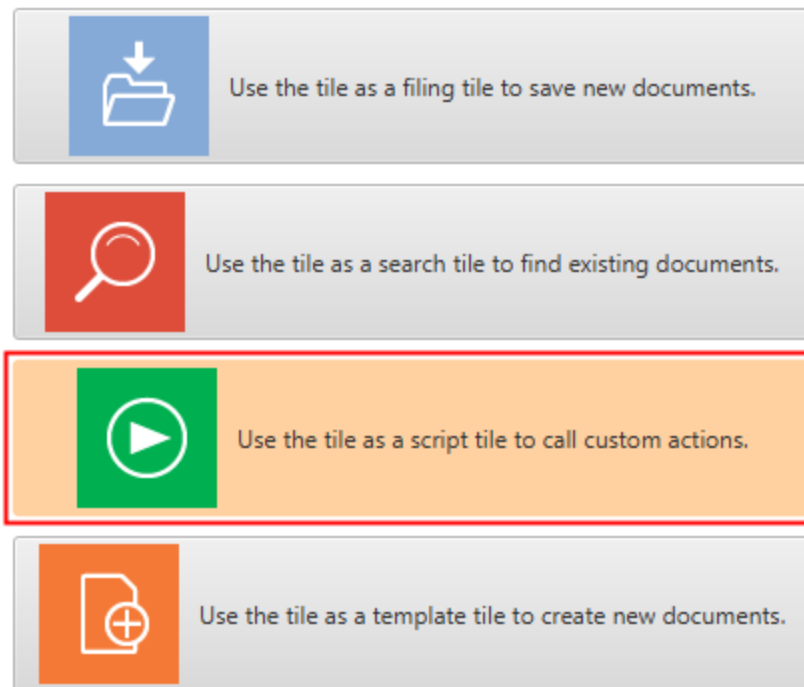 Use the tile as a filing tile to save new documents.
Use the tile as a search tile to find existing documents.
Use the tile as a script tile to call custom actions.
Use the tile as a template tile to create new documents.